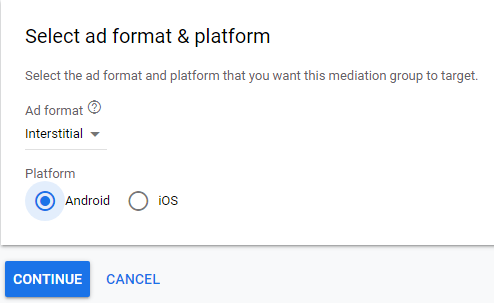 Select ad format & platform
Select the ad format and platform that you want this mediation group to target.
Ad format ?
Interstitial
Platform
Android iOS
CONTINUE CANCEL